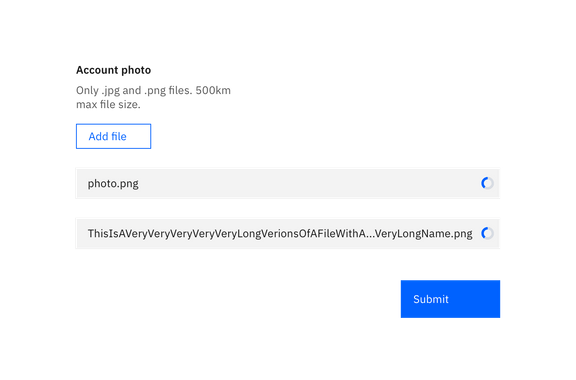 Account photo
Only .jpg and .png files. 500km
max file size.
Add file
photo.png
ThisIsAVeryVeryVeryVeryVeryLongVerionsOfAFileWithA...VeryLongName.png
Submit